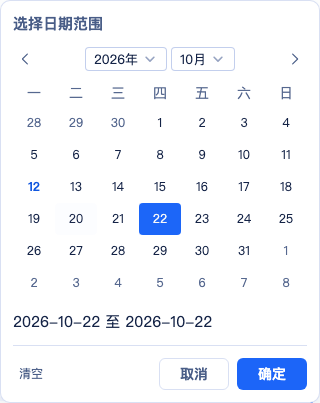 选择日期范围
2026年 10月
一 二 三 四 五 六 日
28 29 30 1 2 3 4
5 6 7 8 9 10 11
12 13 14 15 16 17 18
19 20 21 22 23 24 25
26 27 28 29 30 31 1
2 3 4 5 6 7 8
2026-10-22 至 2026-10-22
清空 取消 确定